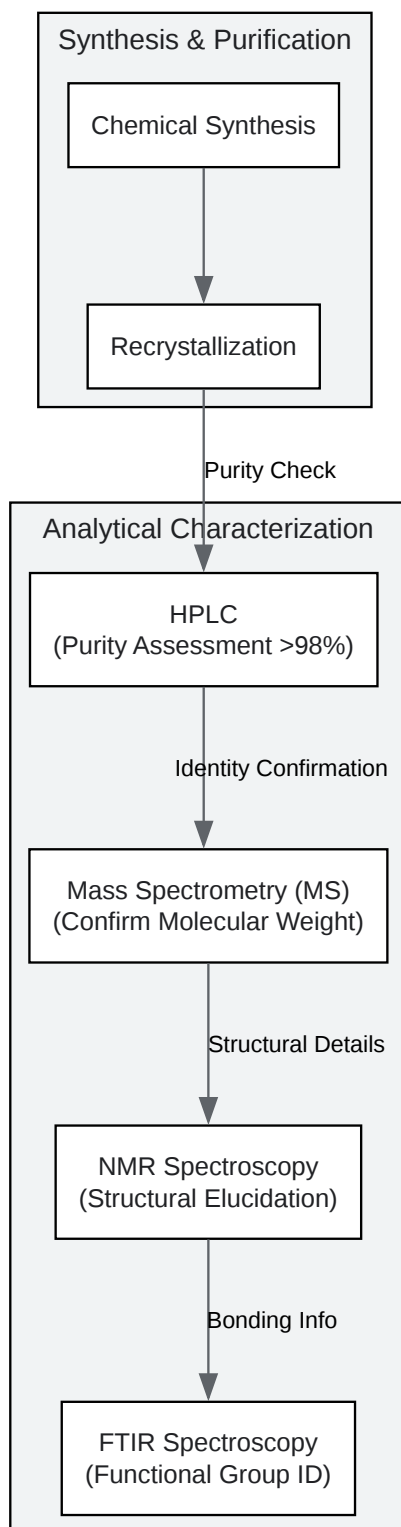 Synthesis & Purification
Chemical Synthesis
Recrystallization
Purity Check
Analytical Characterization
HPLC
(Purity Assessment >98%)
Identity Confirmation
Mass Spectrometry (MS)
(Confirm Molecular Weight)
Structural Details
NMR Spectroscopy
(Structural Elucidation)
Bonding Info
FTIR Spectroscopy
(Functional Group ID)